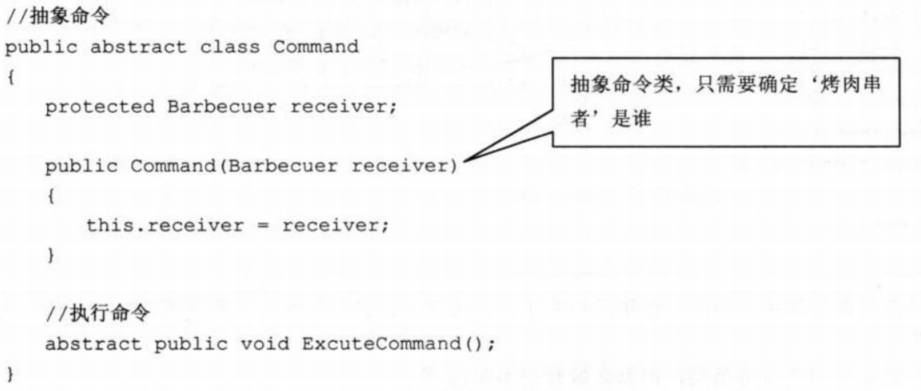 //抽象命令
public abstract class Command
{
protected Barbecuer receiver;
抽象命令类，只需要确定‘烤肉串
者’是谁
public Command(Barbecuer receiver)
{
this.receiver = receiver;
}
//执行命令
abstract public void ExcuteCommand();
}